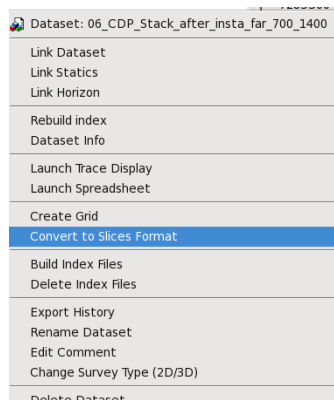 Dataset: 06_CDP_Stack_after_insta_far_700_1400
Link Dataset
Link Statics
Link Horizon
Rebuild index
Dataset Info
Launch Trace Display
Launch Spreadsheet
Create Grid
Convert to Slices Format
Build Index Files
Delete Index Files
Export History
Rename Dataset
Edit Comment
Change Survey Type (2D/3D)
Delete Dataset